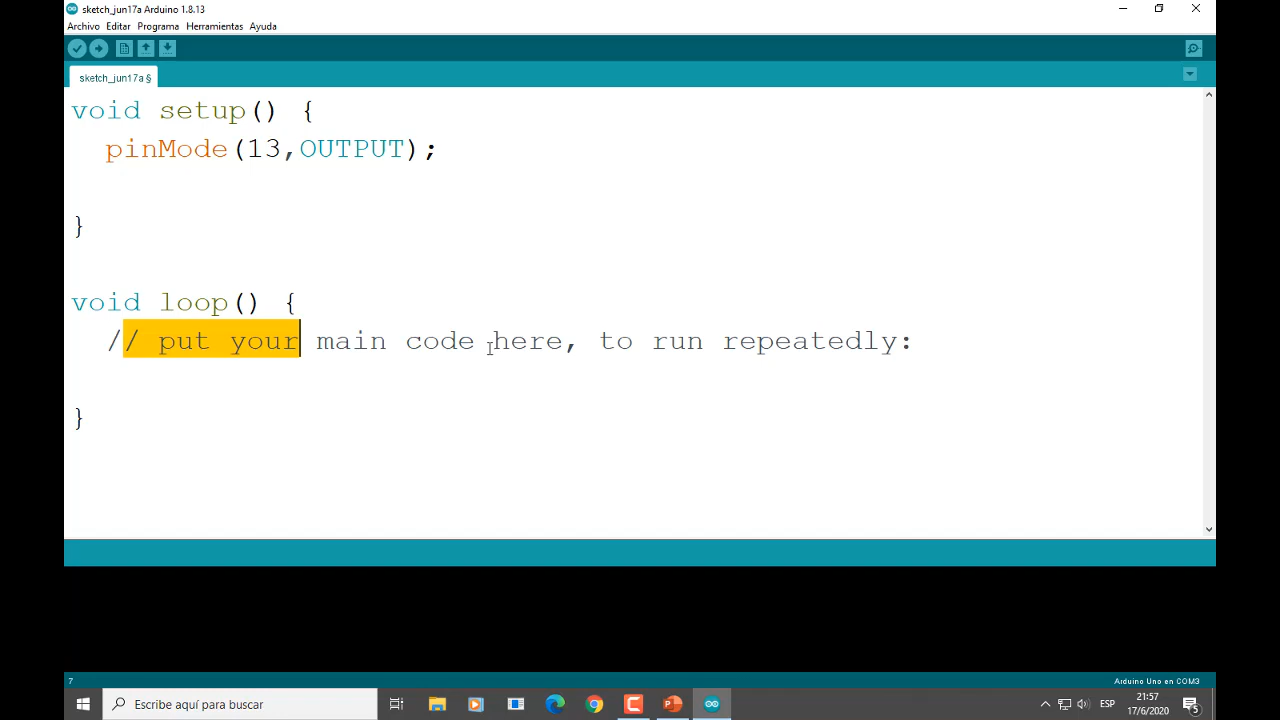 sketch_jun17a Arduino 1.8.13
Archivo Editar Programa Herramientas Ayuda
sketch_jun17a §
void setup() {
pinMode(13,OUTPUT);
}
void loop() {
// put your main code here, to run repeatedly:
}
7
Arduino Uno en COM3
Escribe aquí para buscar
ESP
21:57
17/6/2020
5